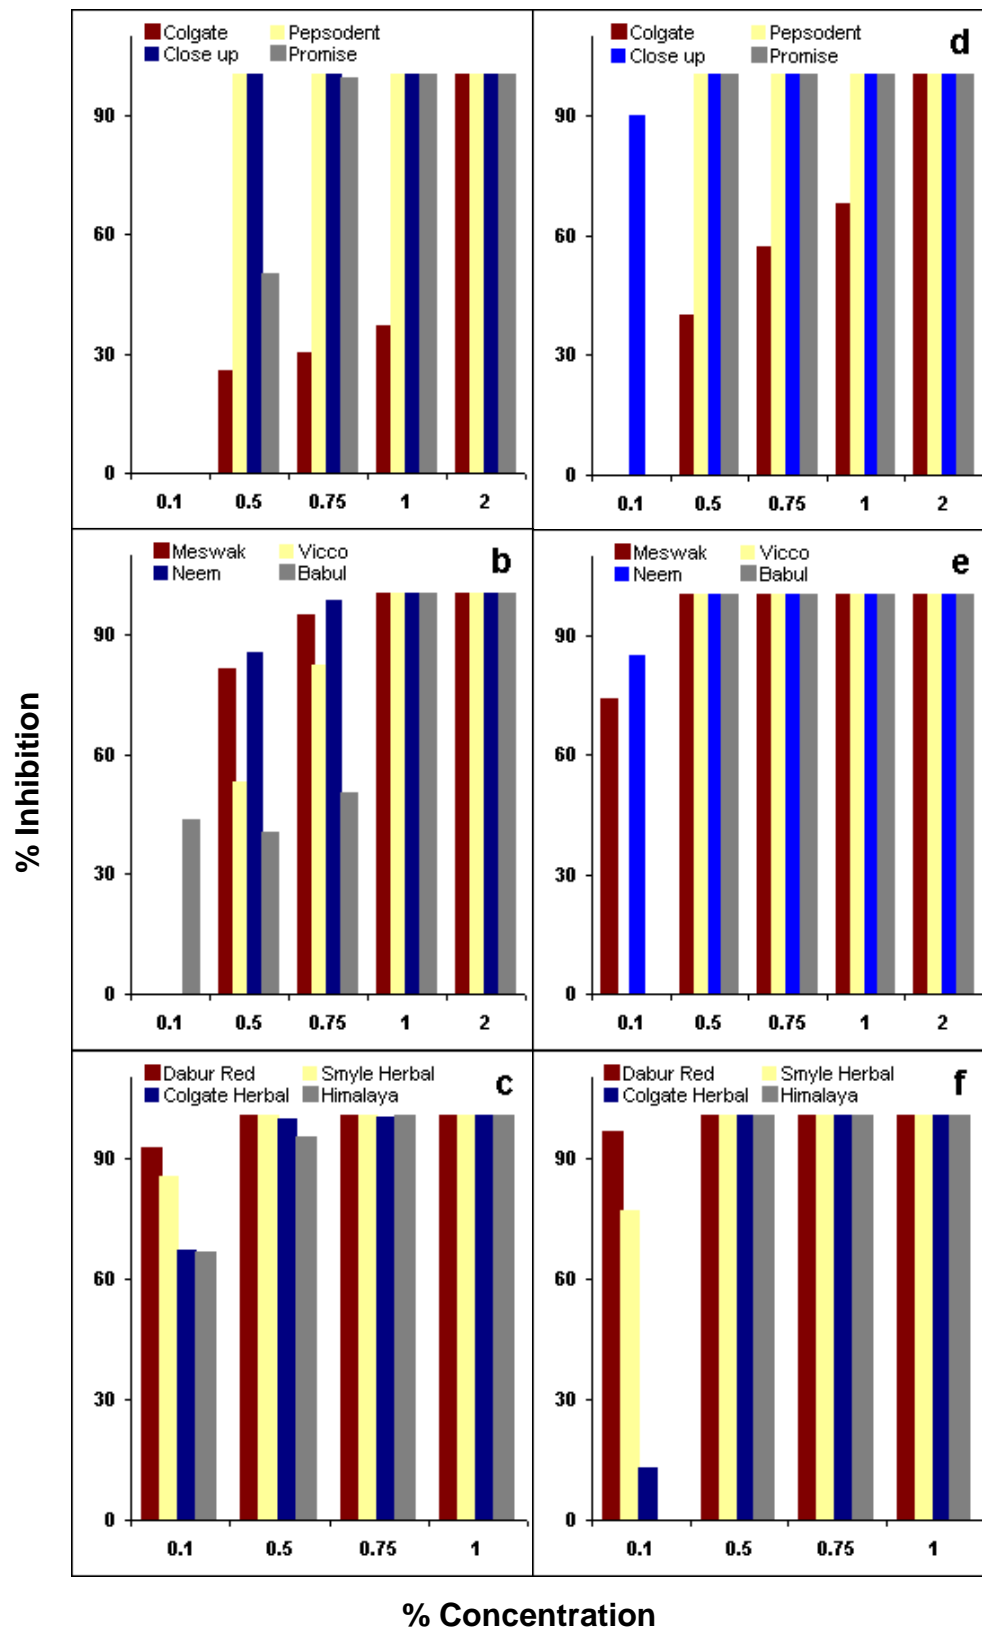 Colgate Pepsodent
Close up Promise
90
60
30
0
0.1 0.5 0.75 1 2
Colgate Pepsodent d
Close up Promise
90
60
30
0
0.1 0.5 0.75 1 2
Meswak Vicco b
Neem Babul
90
60
30
0
0.1 0.5 0.75 1 2
Meswak Vicco e
Neem Babul
90
60
30
0
0.1 0.5 0.75 1 2
Dabur Red Smyle Herbal c
Colgate Herbal Himalaya
90
60
30
0
0.1 0.5 0.75 1
Dabur Red Smyle Herbal f
Colgate Herbal Himalaya
90
60
30
0
0.1 0.5 0.75 1
% Inhibition
% Concentration